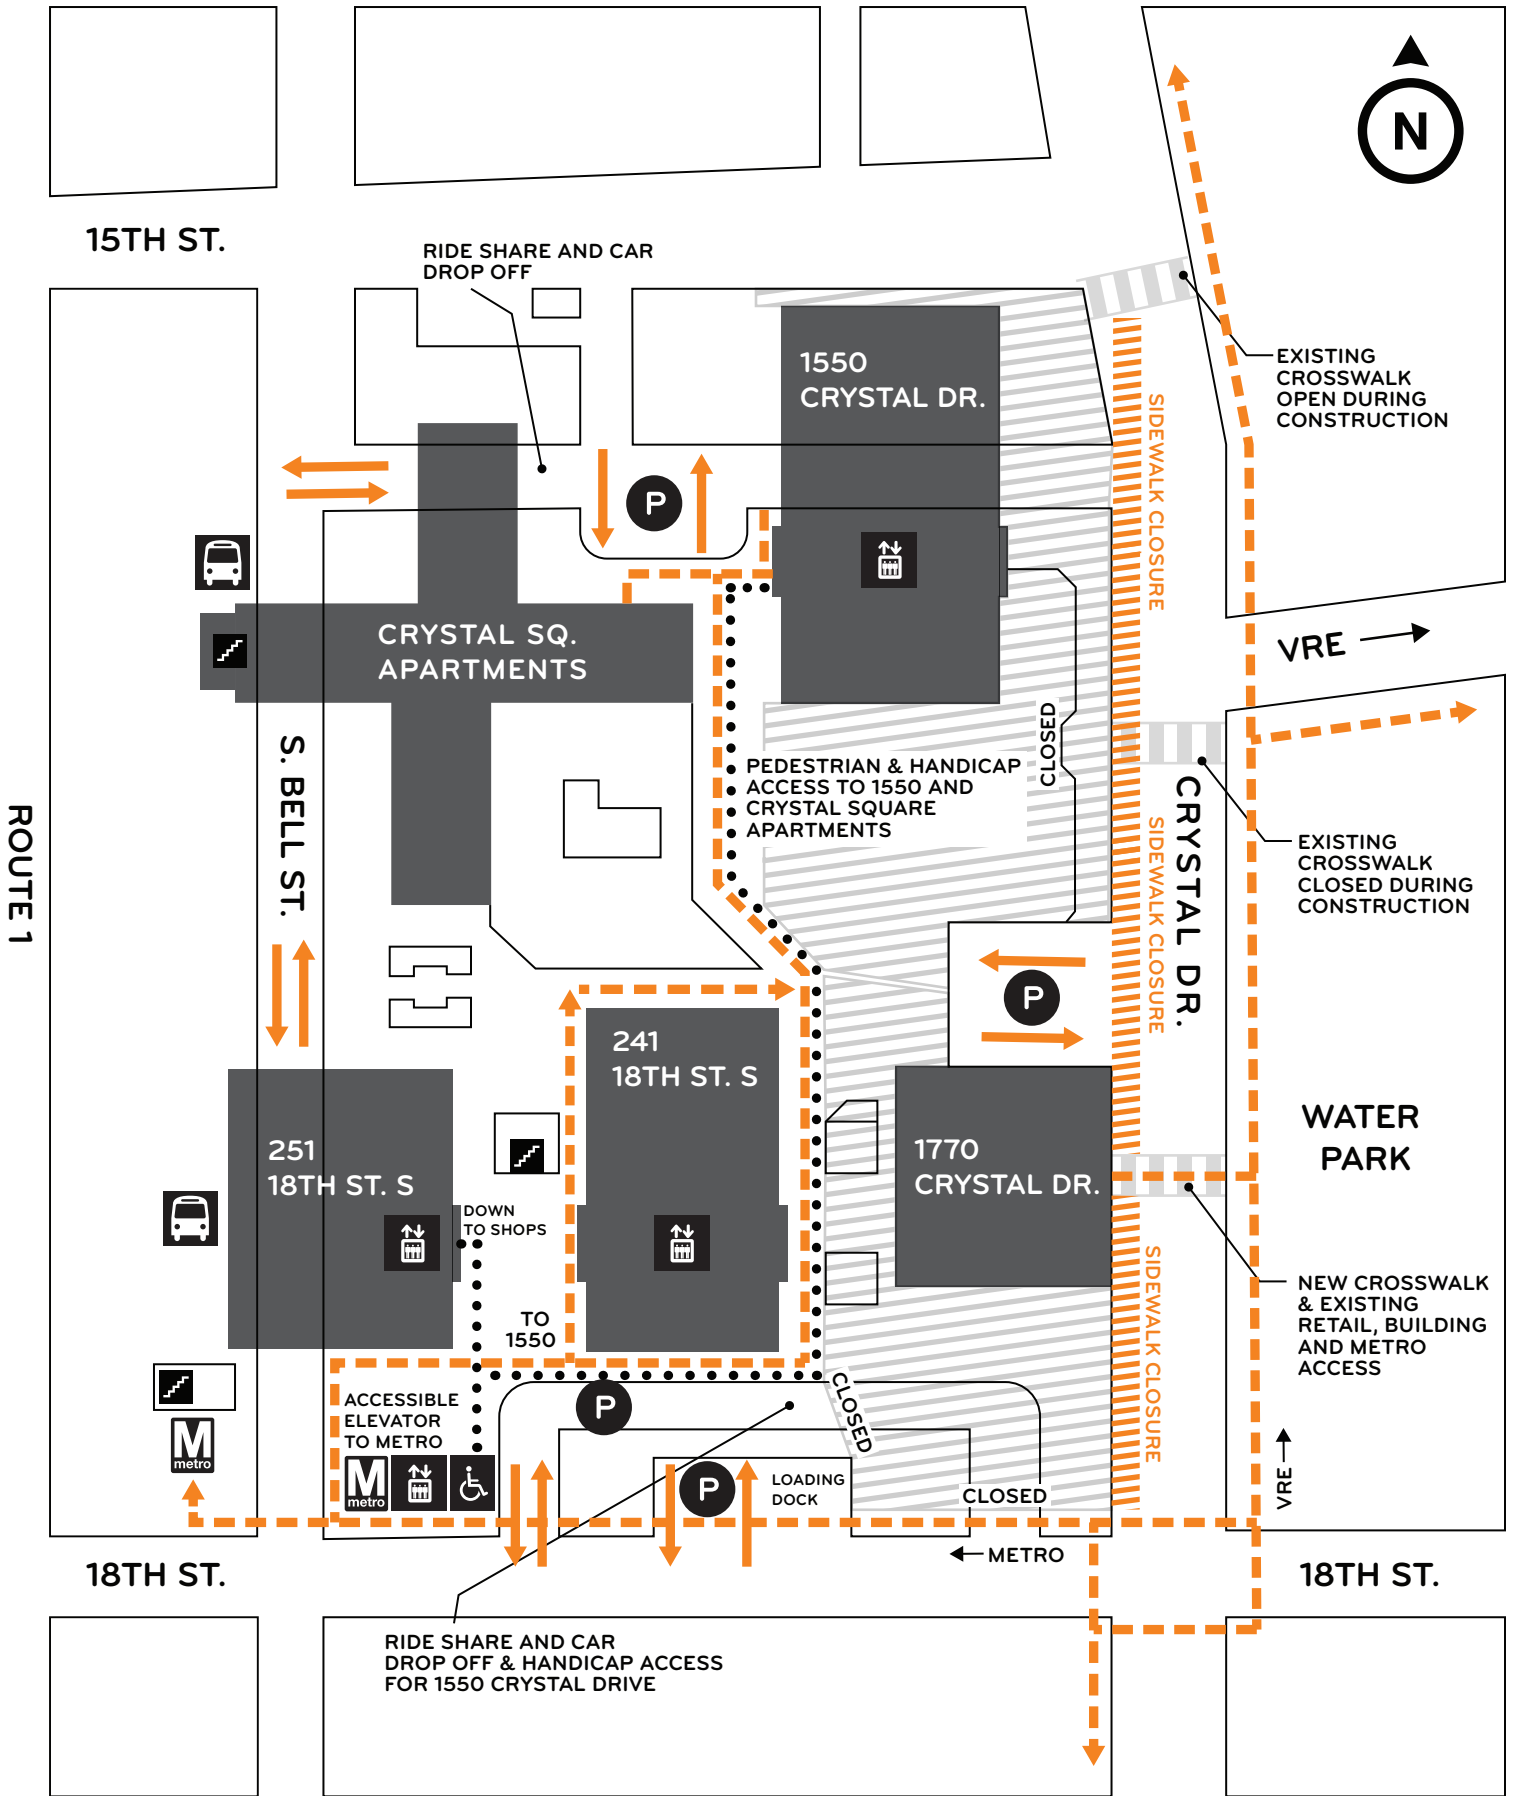 N
15TH ST.
RIDE SHARE AND CAR
DROP OFF
1550
CRYSTAL DR.
EXISTING
CROSSWALK
OPEN DURING
CONSTRUCTION
SIDEWALK CLOSURE
P
CRYSTAL SQ.
APARTMENTS
VRE
CLOSED
S. BELL ST.
ROUTE 1
PEDESTRIAN & HANDICAP
ACCESS TO 1550 AND
CRYSTAL SQUARE
APARTMENTS
CRYSTAL DR.
SIDEWALK CLOSURE
EXISTING
CROSSWALK
CLOSED DURING
CONSTRUCTION
P
241
18TH ST. S
WATER
PARK
251
18TH ST. S
1770
CRYSTAL DR.
DOWN
TO SHOPS
SIDEWALK CLOSURE
NEW CROSSWALK
& EXISTING
RETAIL, BUILDING
AND METRO
ACCESS
TO
1550
CLOSED
ACCESSIBLE
ELEVATOR
TO METRO
P
M
metro
M
metro
P
LOADING
DOCK
CLOSED
VRE
METRO
18TH ST.
18TH ST.
RIDE SHARE AND CAR
DROP OFF & HANDICAP ACCESS
FOR 1550 CRYSTAL DRIVE